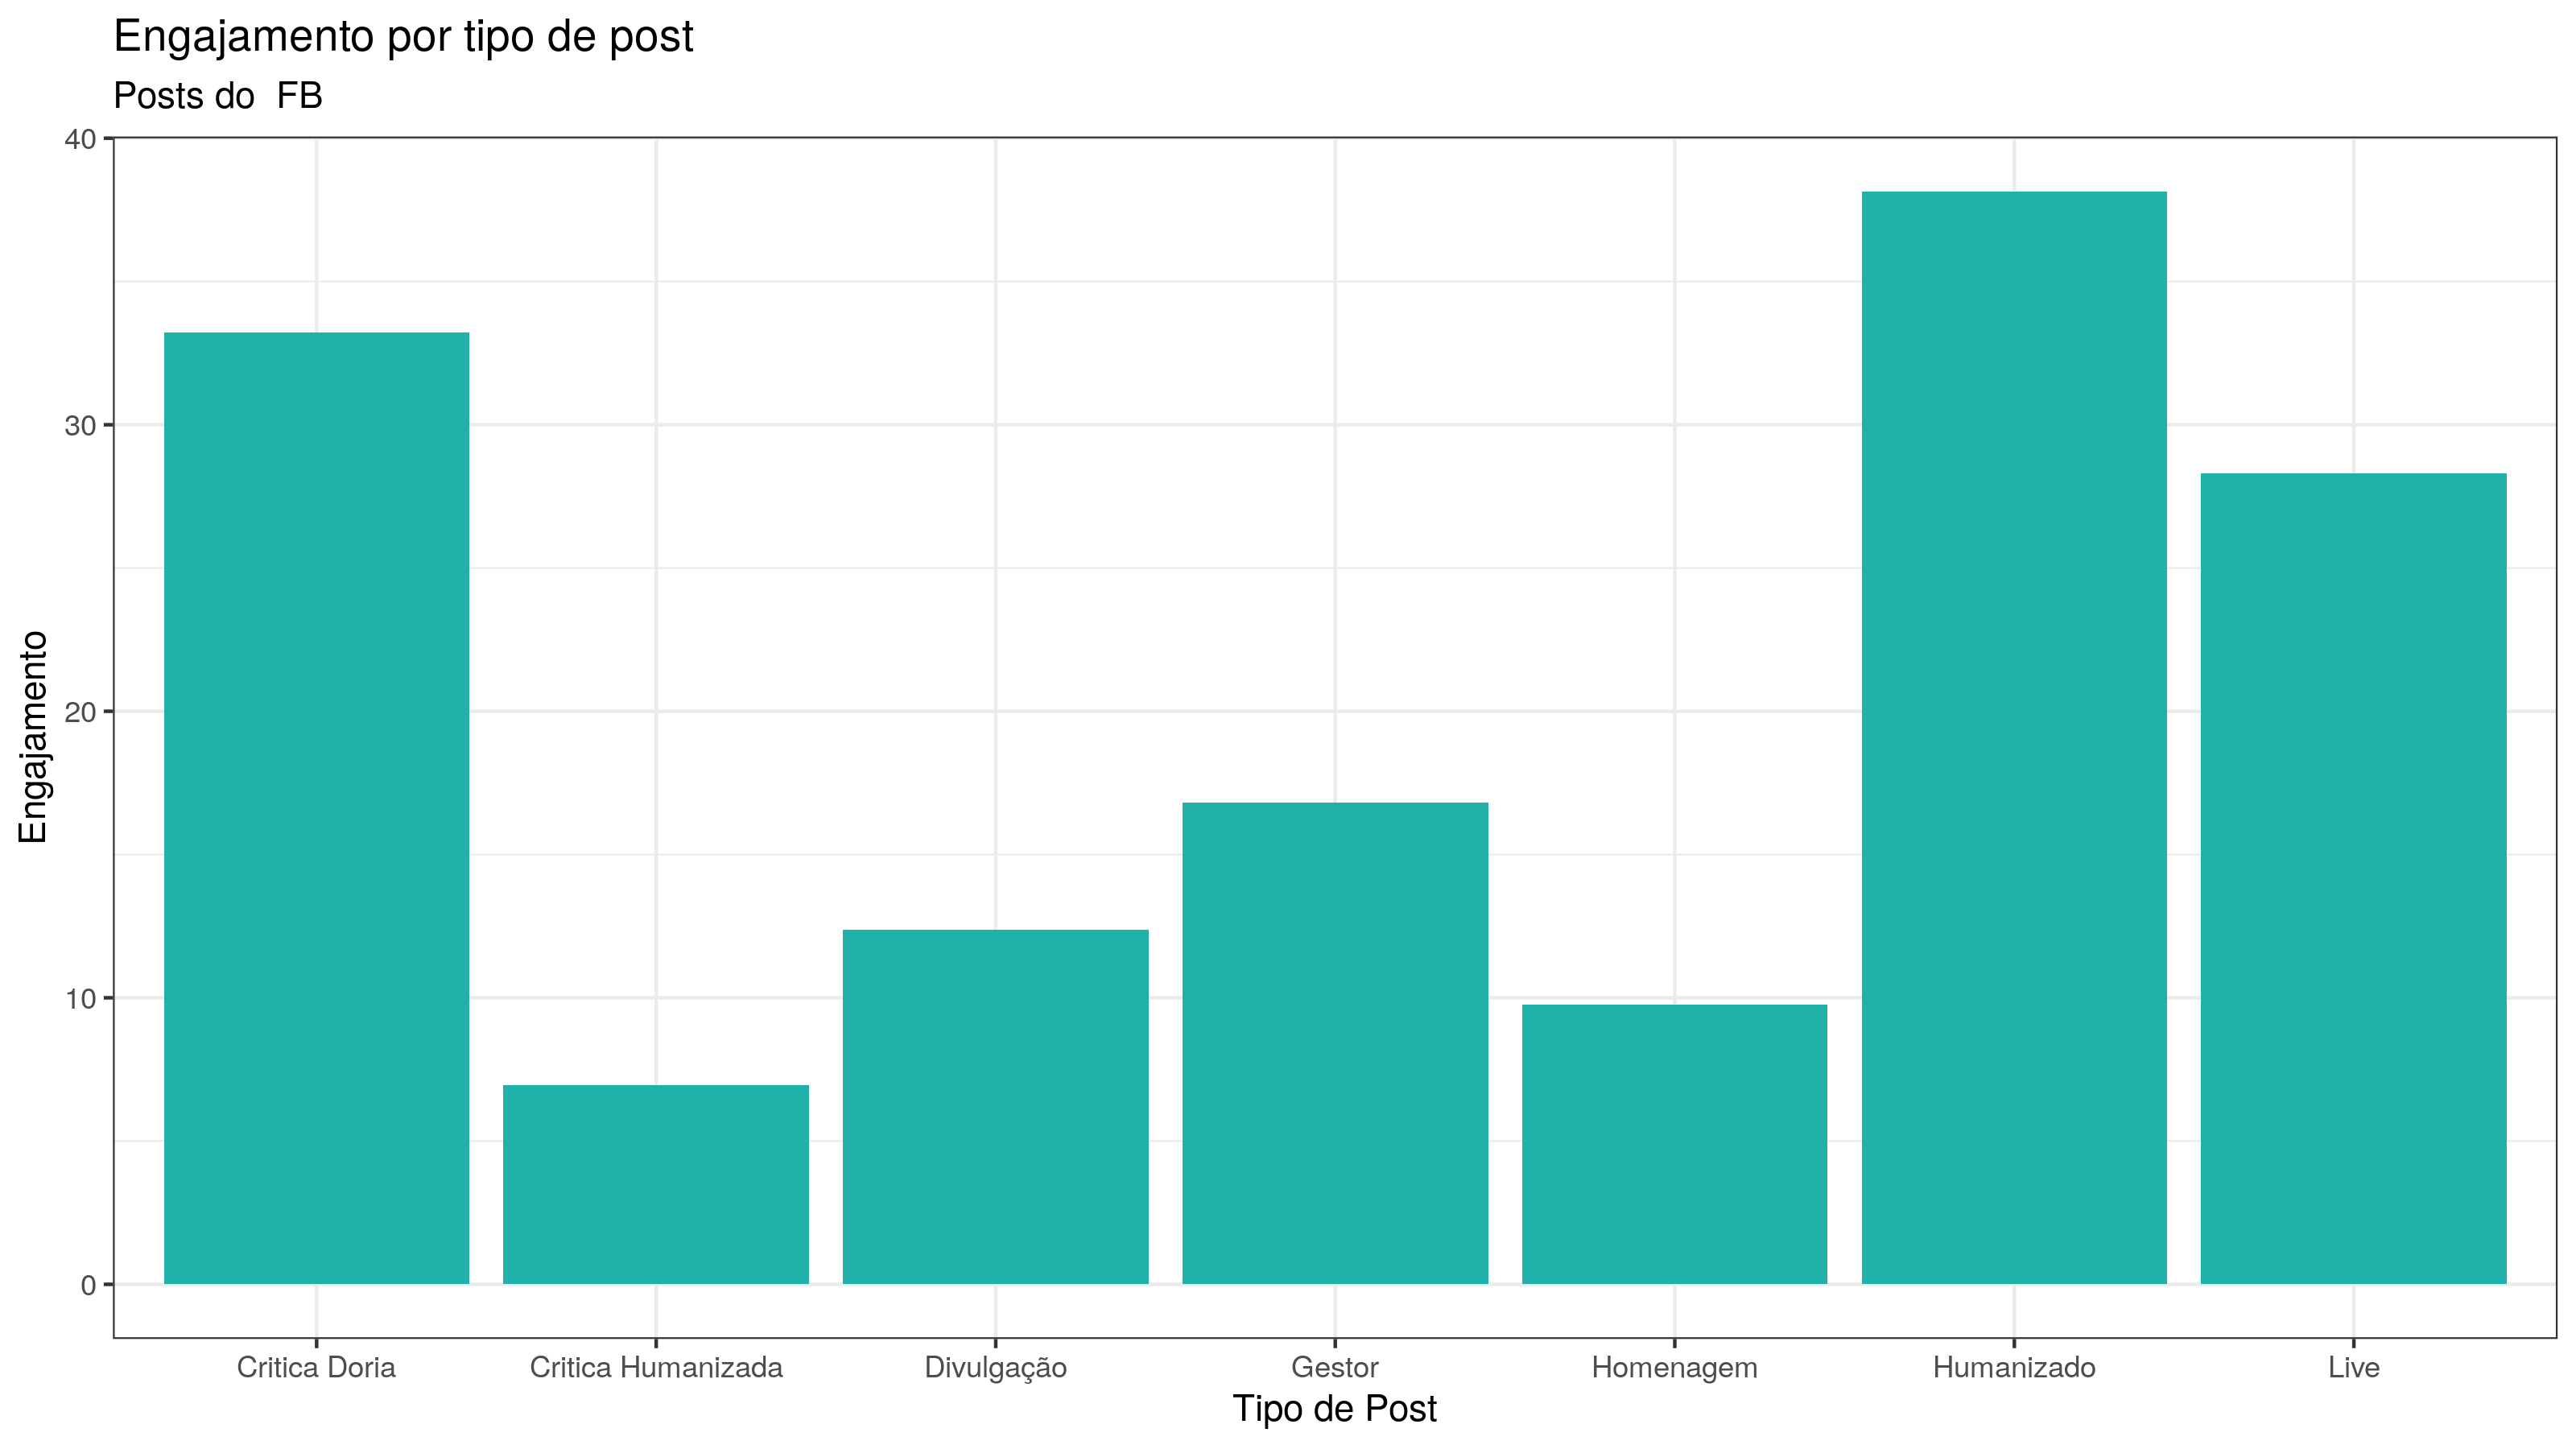 Engajamento por tipo de post
Posts do  FB
40
30
20
10
0
Engajamento
Critica Doria
Critica Humanizada
Divulgação
Gestor
Homenagem
Humanizado
Live
Tipo de Post